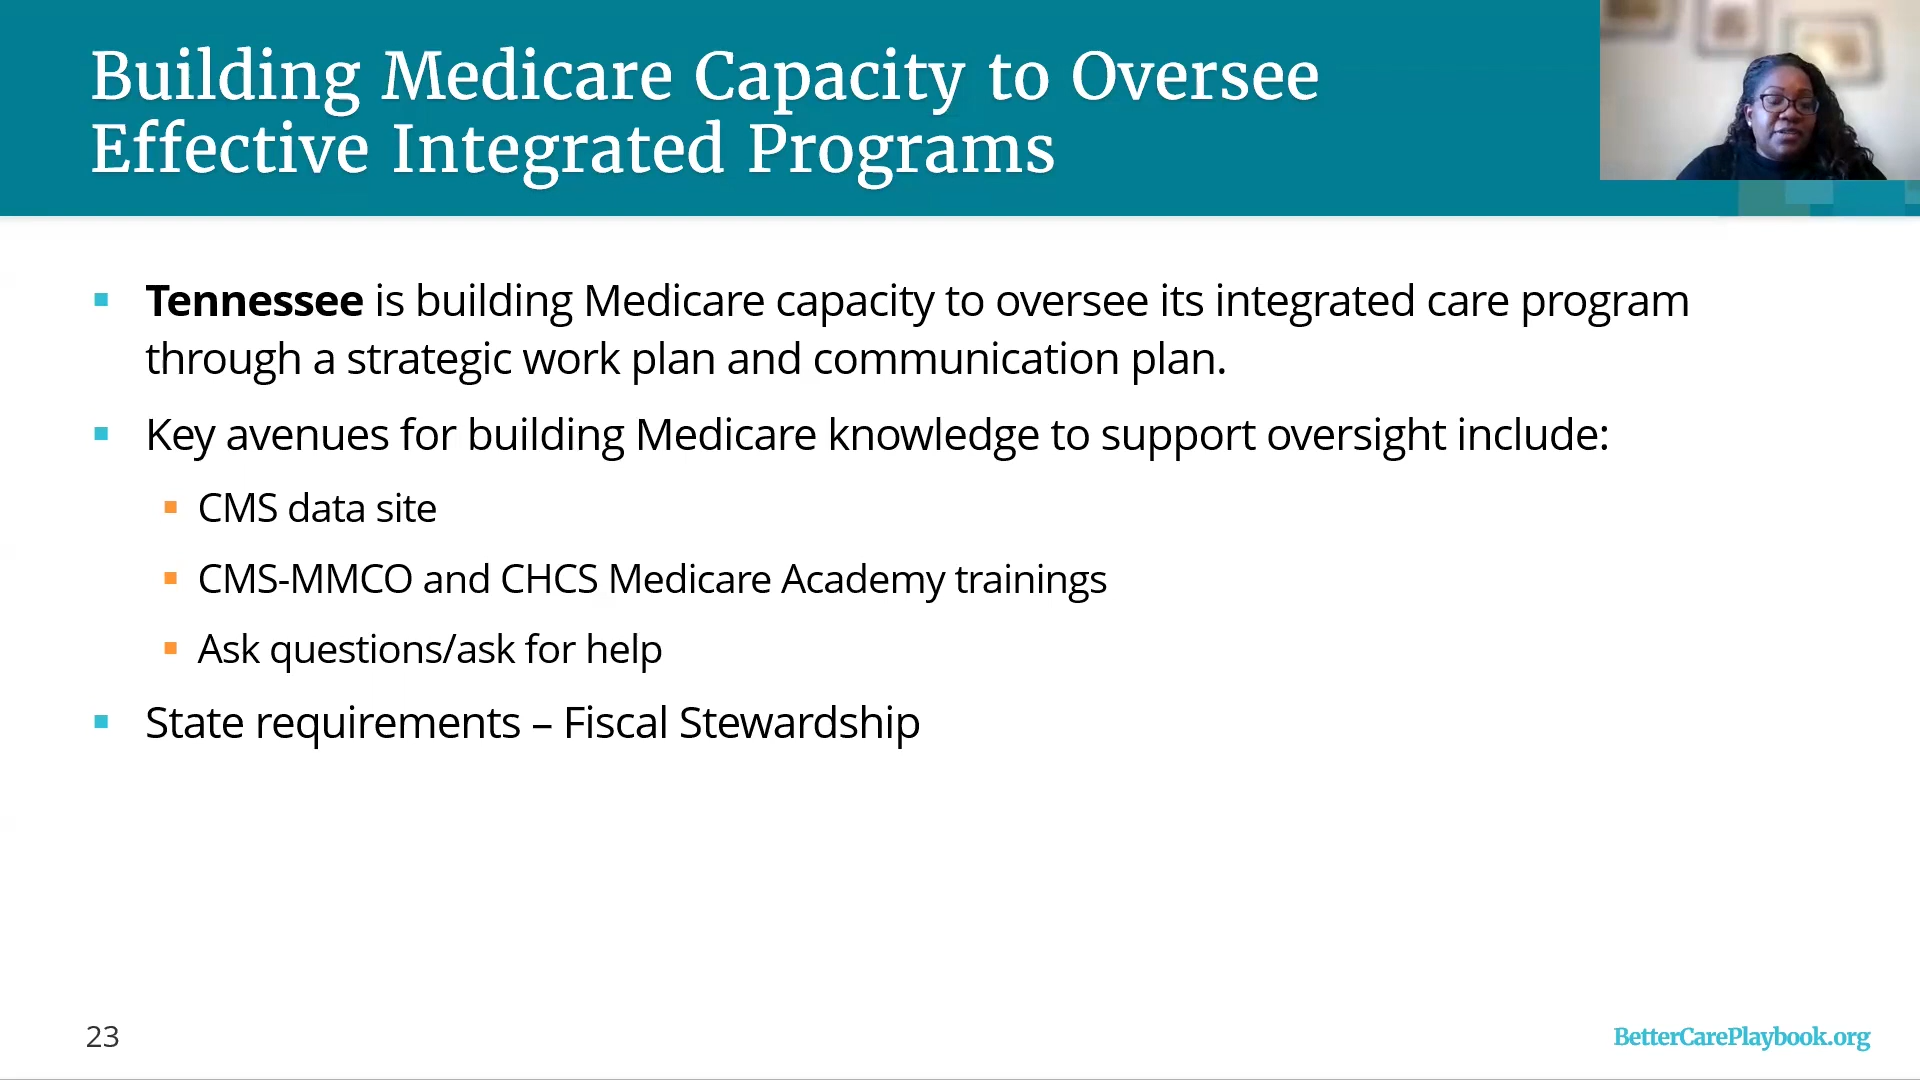 Building Medicare Capacity to Oversee
Effective Integrated Programs
Tennessee is building Medicare capacity to oversee its integrated care program
through a strategic work plan and communication plan.
Key avenues for building Medicare knowledge to support oversight include:
CMS data site
CMS-MMCO and CHCS Medicare Academy trainings
Ask questions/ask for help
State requirements – Fiscal Stewardship
23
BetterCarePlaybook.org